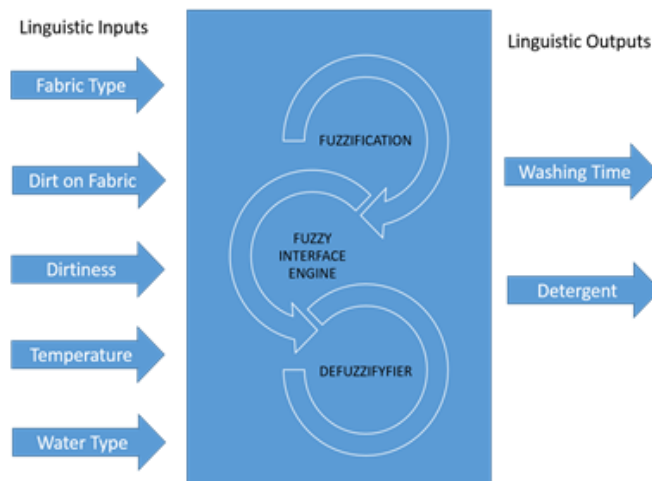 Linguistic Inputs
Fabric Type
Dirt on Fabric
Dirtiness
Temperature
Water Type
FUZZIFICATION
FUZZY
INTERFACE
ENGINE
DEFUZZIFYFIER
Linguistic Outputs
Washing Time
Detergent